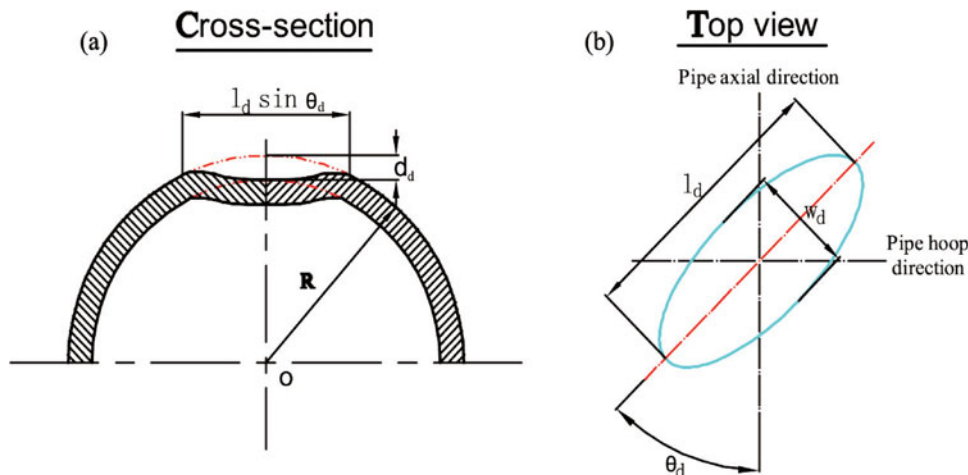 (a)
Cross-section
l_d sin θ_d
d_d
R
o
(b)
Top view
Pipe axial direction
l_d
w_d
Pipe hoop
direction
θ_d